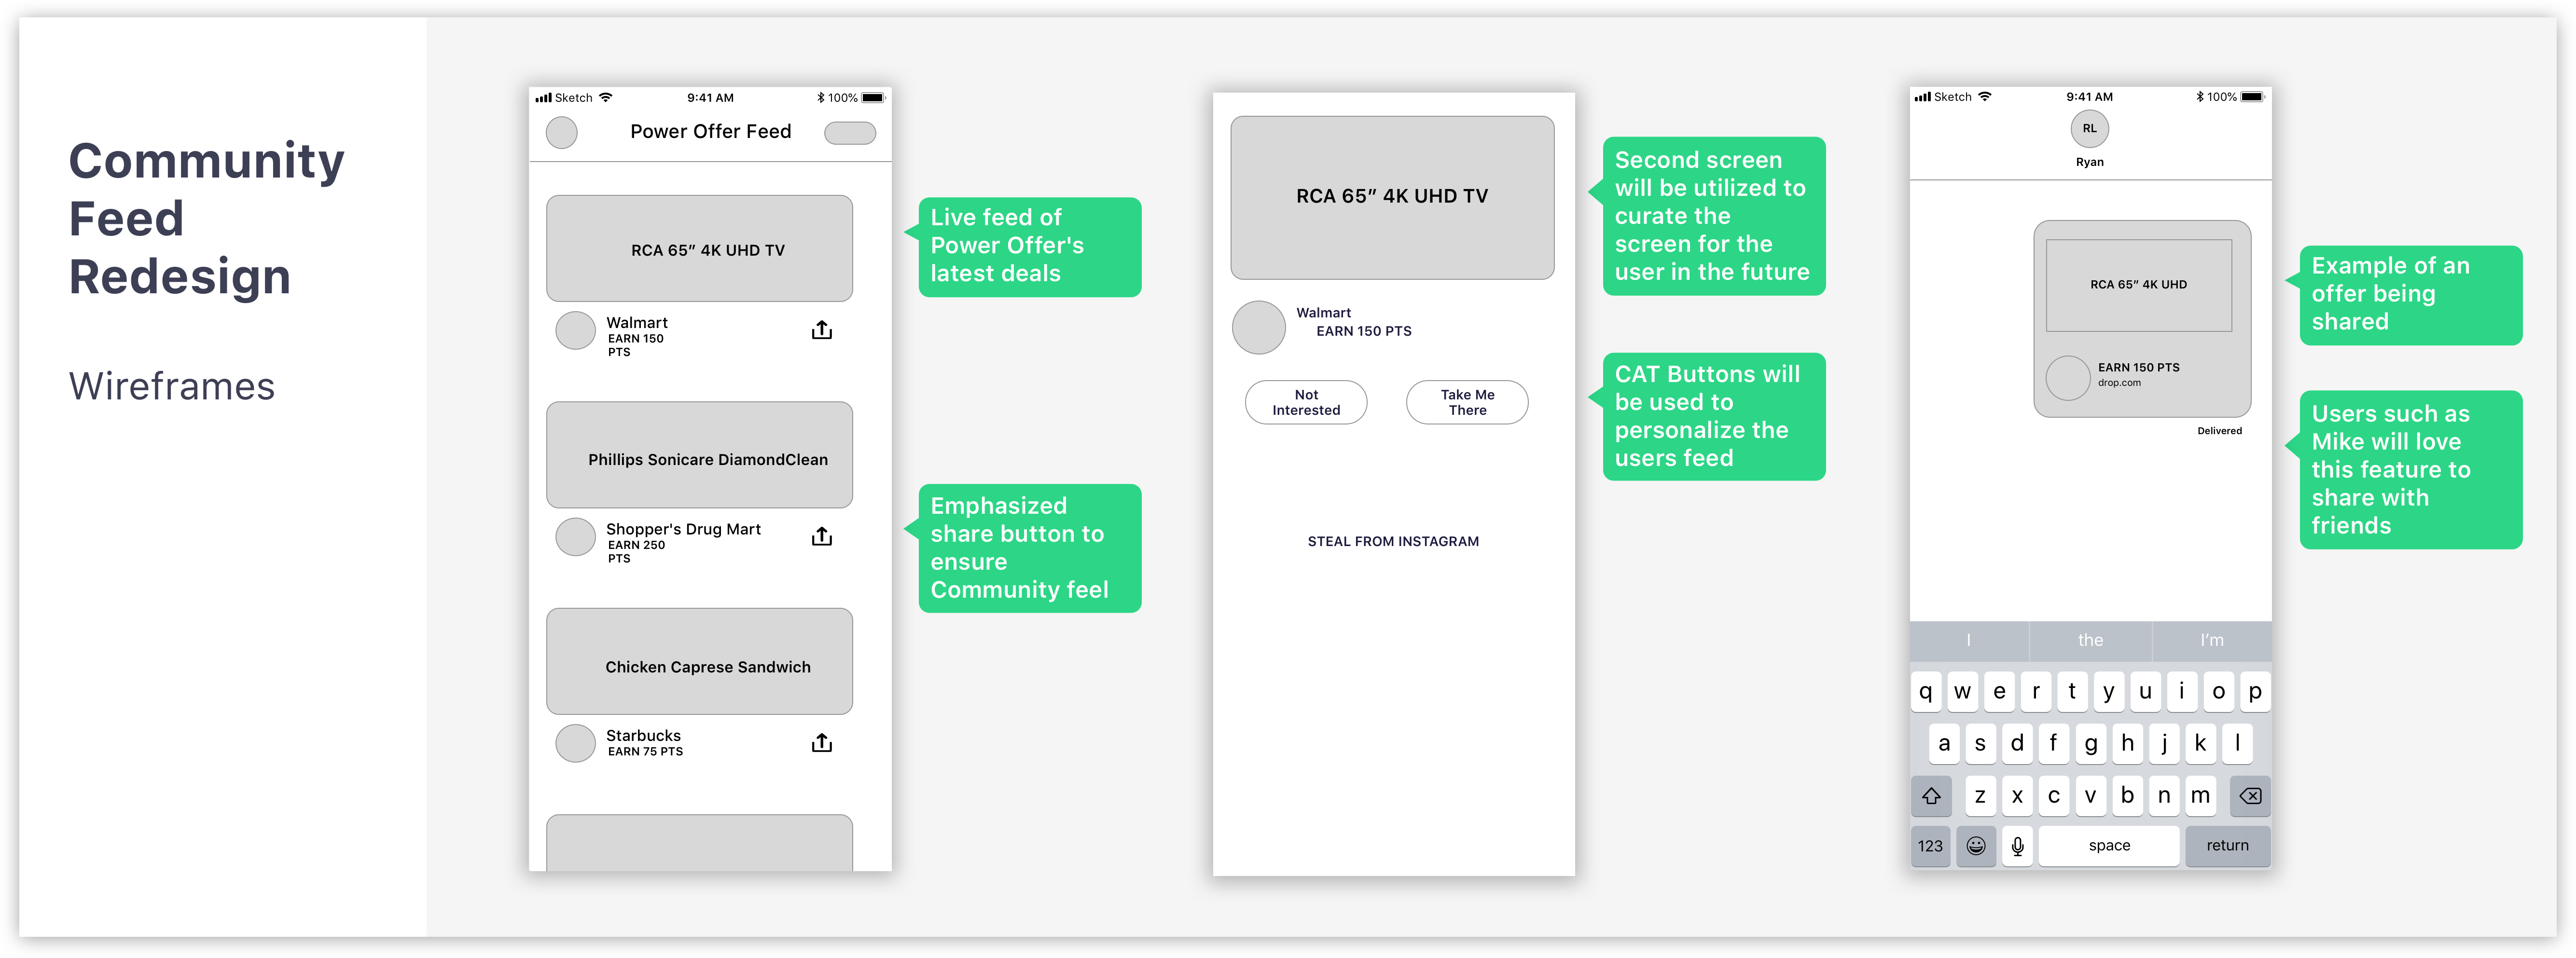 Community
Feed
Redesign
Wireframes
Sketch
9:41 AM
100%
Power Offer Feed
RCA 65” 4K UHD TV
Walmart
EARN 150
PTS
Phillips Sonicare DiamondClean
Shopper's Drug Mart
EARN 250
PTS
Chicken Caprese Sandwich
Starbucks
EARN 75 PTS
Live feed of
Power Offer's
latest deals
Emphasized
share button to
ensure
Community feel
RCA 65” 4K UHD TV
Walmart
EARN 150 PTS
Not
Interested
Take Me
There
STEAL FROM INSTAGRAM
Second screen
will be utilized to
curate the
screen for the
user in the future
CAT Buttons will
be used to
personalize the
users feed
Sketch
9:41 AM
100%
RL
Ryan
RCA 65” 4K UHD
EARN 150 PTS
drop.com
Delivered
I the I’m
q w e r t y u i o p
a s d f g h j k l
z x c v b n m
123 space return
Example of an
offer being
shared
Users such as
Mike will love
this feature to
share with
friends